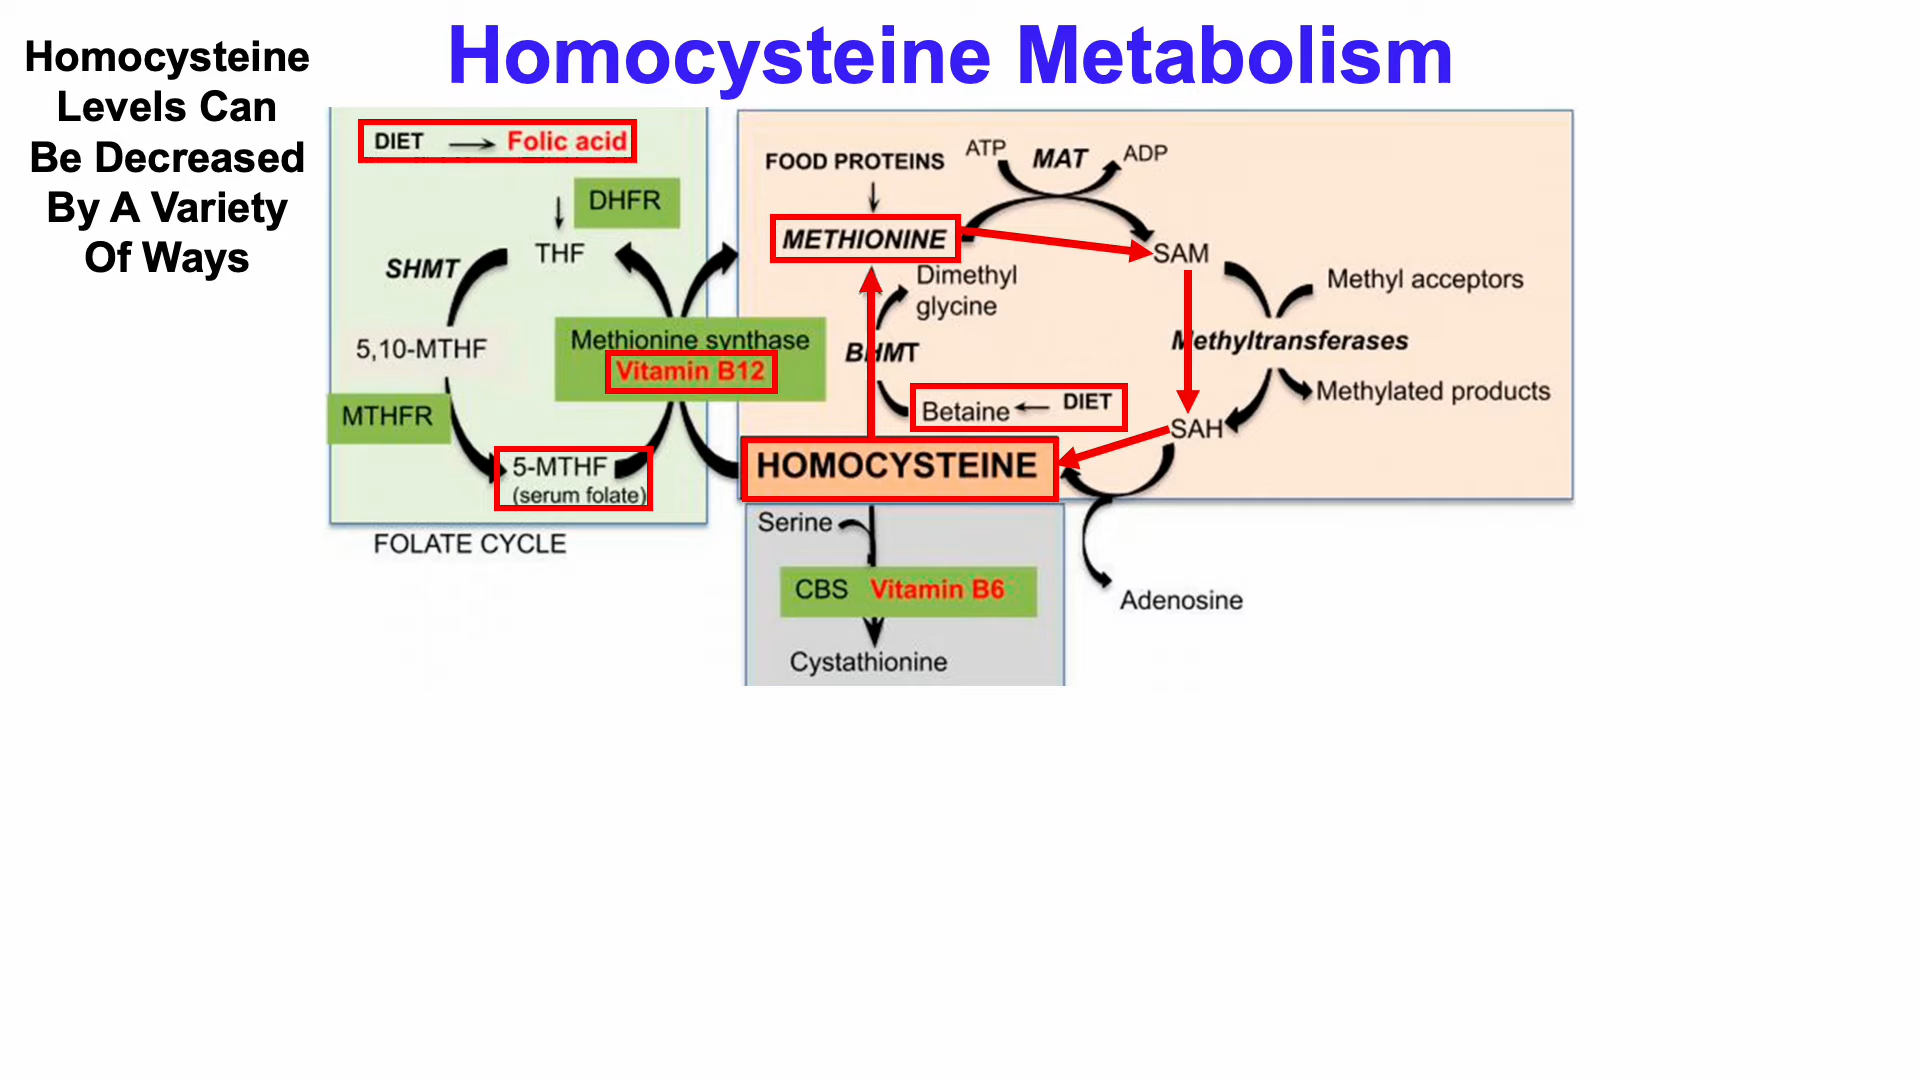 Homocysteine Metabolism
Homocysteine
Levels Can
Be Decreased
By A Variety
Of Ways
DIET
Folic acid
DHFR
THF
SHMT
5,10-MTHF
MTHFR
5-MTHF
(serum folate)
FOLATE CYCLE
Methionine synthase
Vitamin B12
FOOD PROTEINS
ATP
MAT
ADP
METHIONINE
SAM
Dimethyl
glycine
BHMT
Betaine
DIET
Methyl acceptors
Methyltransferases
Methylated products
SAH
HOMOCYSTEINE
Serine
CBS
Vitamin B6
Cystathionine
Adenosine